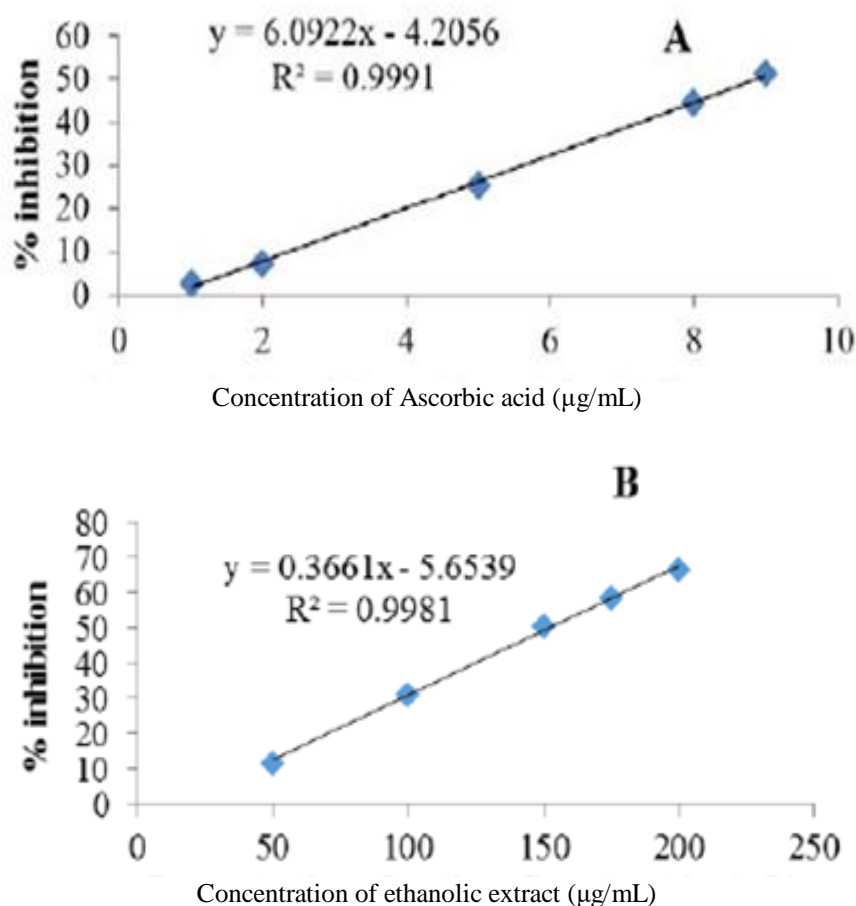 60
50
40
30
20
10
0
% inhibition
y = 6.0922x - 4.2056
R² = 0.9991
A
0 2 4 6 8 10
Concentration of Ascorbic acid (µg/mL)
B
80
70
60
50
40
30
20
10
0
% inhibition
y = 0.3661x - 5.6539
R² = 0.9981
0 50 100 150 200 250
Concentration of ethanolic extract (µg/mL)